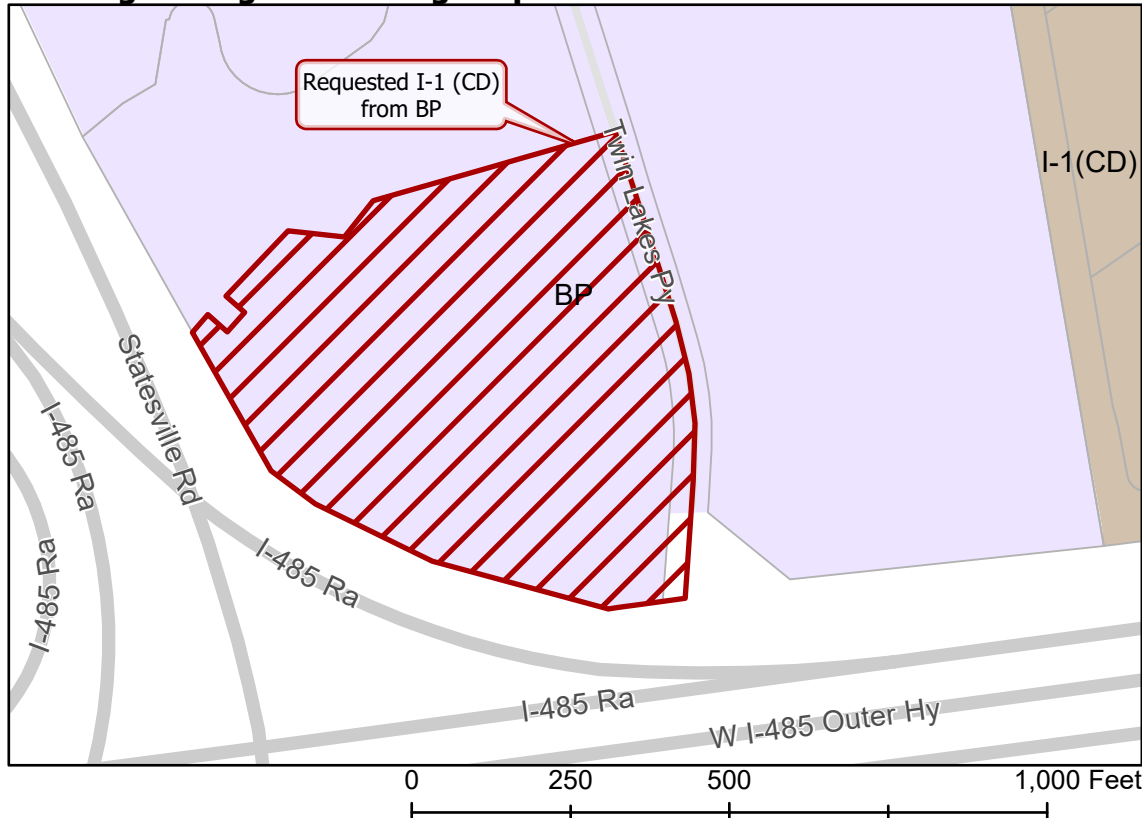 Requested I-1 (CD)
from BP
Twin Lakes Py
I-1(CD)
BP
Statesville Rd
I-485 Ra
I-485 Ra
I-485 Ra
I-485 Ra
W I-485 Outer Hy
0 250 500 1,000 Feet